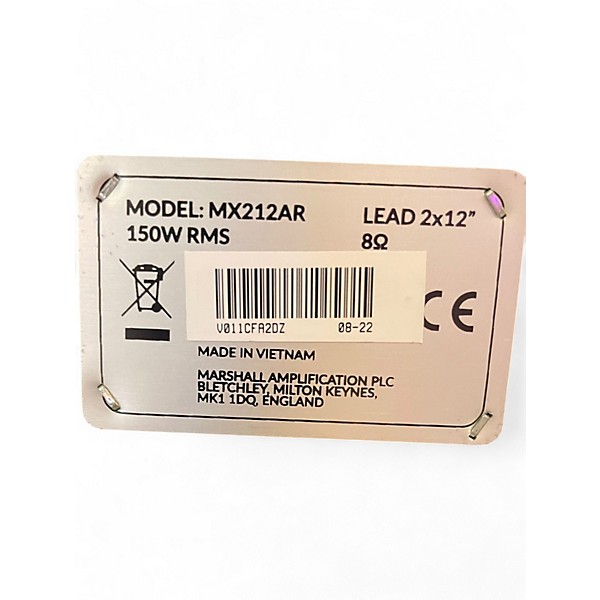 MODEL: MX212AR LEAD 2x12”
150W RMS 8Ω
V011CFA2DZ 08-22
CE
MADE IN VIETNAM
MARSHALL AMPLIFICATION PLC
BLETCHLEY, MILTON KEYNES,
MK1 1DQ, ENGLAND